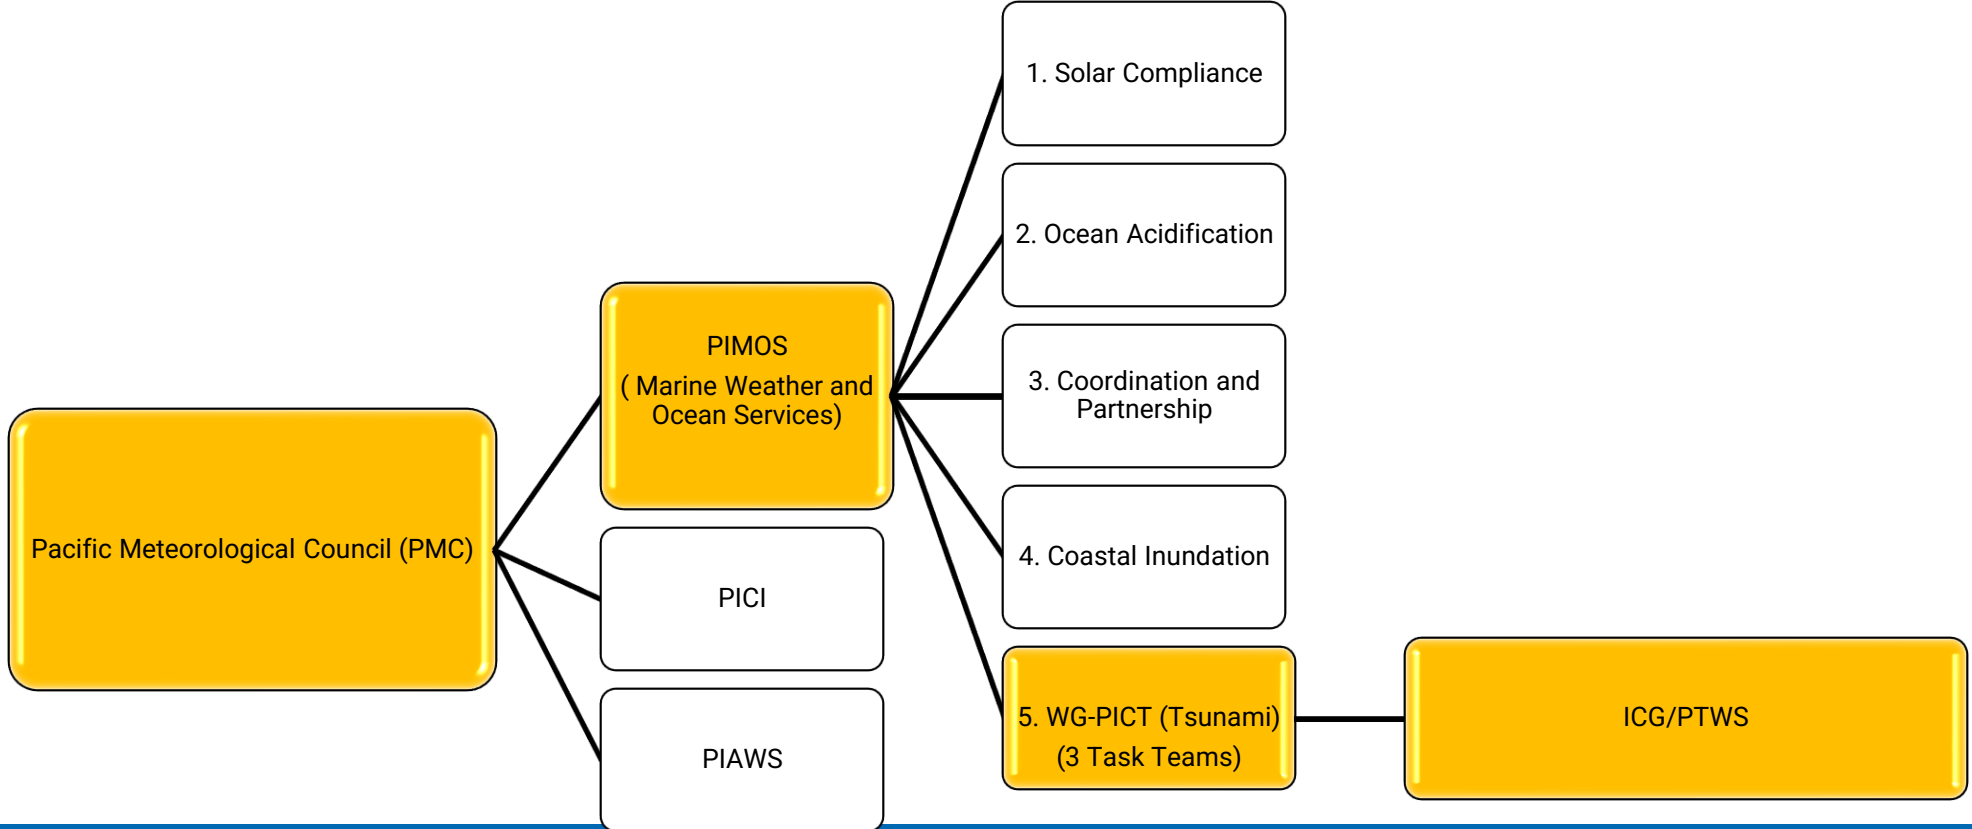 Pacific Meteorological Council (PMC)
PIMOS
( Marine Weather and
Ocean Services)
PICI
PIAWS
1. Solar Compliance
2. Ocean Acidification
3. Coordination and
Partnership
4. Coastal Inundation
5. WG-PICT (Tsunami)
(3 Task Teams)
ICG/PTWS